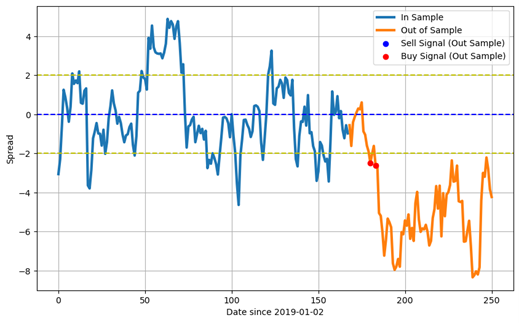 In Sample
Out of Sample
Sell Signal (Out Sample)
Buy Signal (Out Sample)
Spread
4
2
0
−2
−4
−6
−8
0
50
100
150
200
250
Date since 2019-01-02